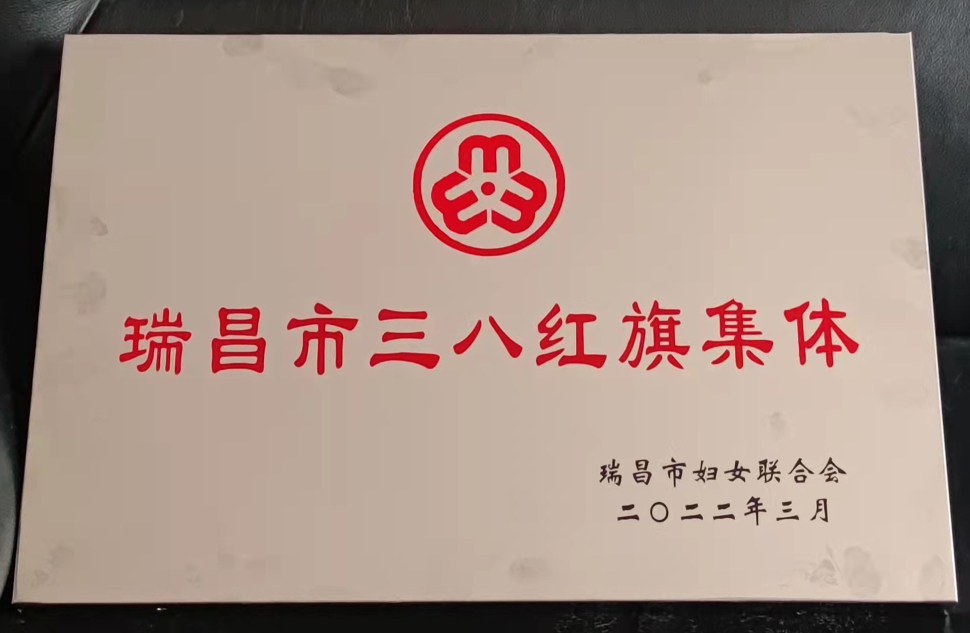 瑞昌市三八红旗集体
瑞昌市妇女联合会
二〇二二年三月